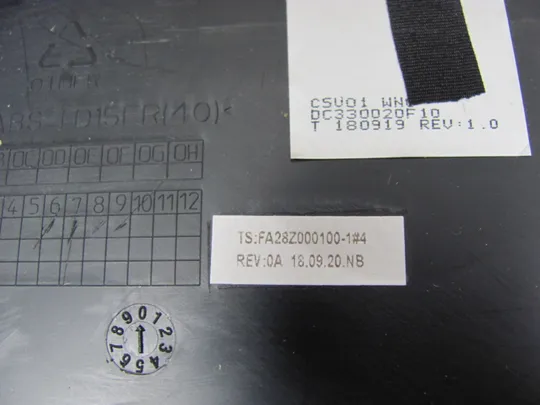 CSV01
DC330020F10
T 180919 REV:1.0
0C 0D 0E 0F 0G 0H
4 5 6 7 8 9 10 11 12
TS:FA28Z000100-1#4
REV:0A 18.09.20.NB
0 1 2 3 4 5 6 7 8 9